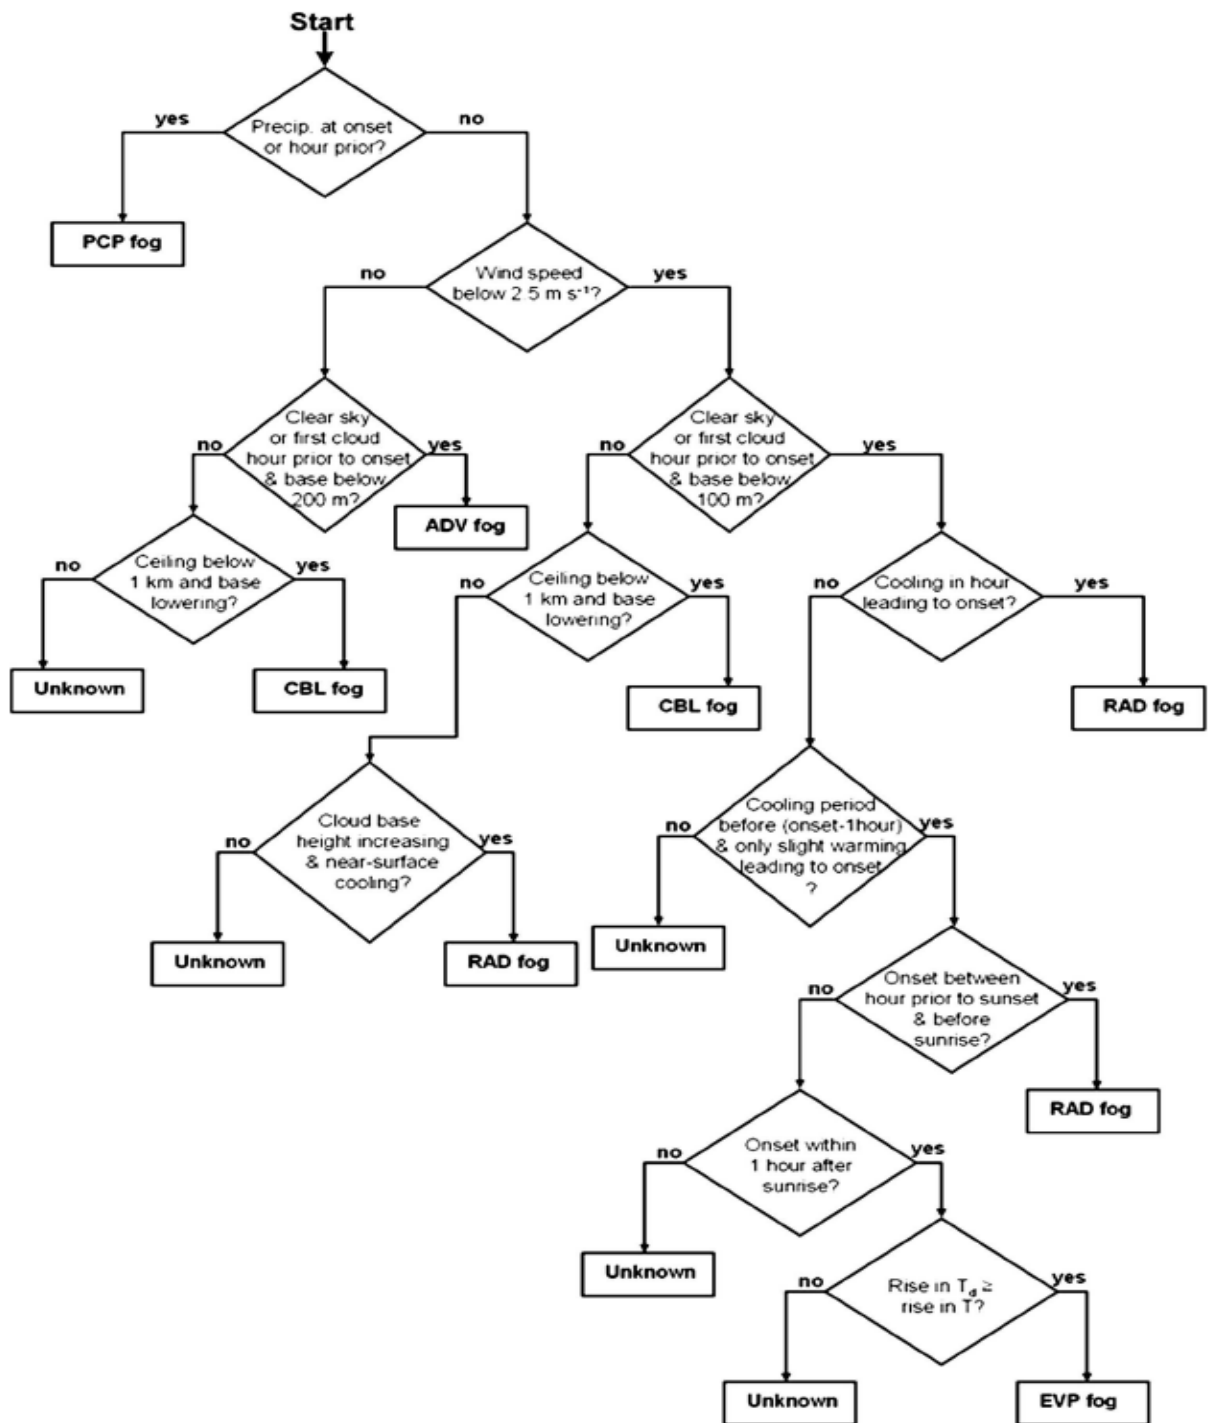 Start
yes
Precip. at onset
or hour prior?
no
PCP fog
no
Wind speed
below 2.5 m s⁻¹?
yes
no
Clear sky
or first cloud
hour prior to onset
& base below
200 m?
yes
no
Clear sky
or first cloud
hour prior to onset
& base below
100 m?
yes
ADV fog
no
Ceiling below
1 km and base
lowering?
yes
no
Ceiling below
1 km and base
lowering?
yes
no
Cooling in hour
leading to onset?
yes
Unknown
CBL fog
CBL fog
RAD fog
no
Cloud base
height increasing
& near-surface
cooling?
yes
no
Cooling period
before (onset-1hour)
& only slight warming
leading to onset
?
yes
Unknown
RAD fog
Unknown
no
Onset between
hour prior to sunset
& before
sunrise?
yes
RAD fog
no
Onset within
1 hour after
sunrise?
yes
Unknown
no
Rise in Td ≥
rise in T?
yes
Unknown
EVP fog